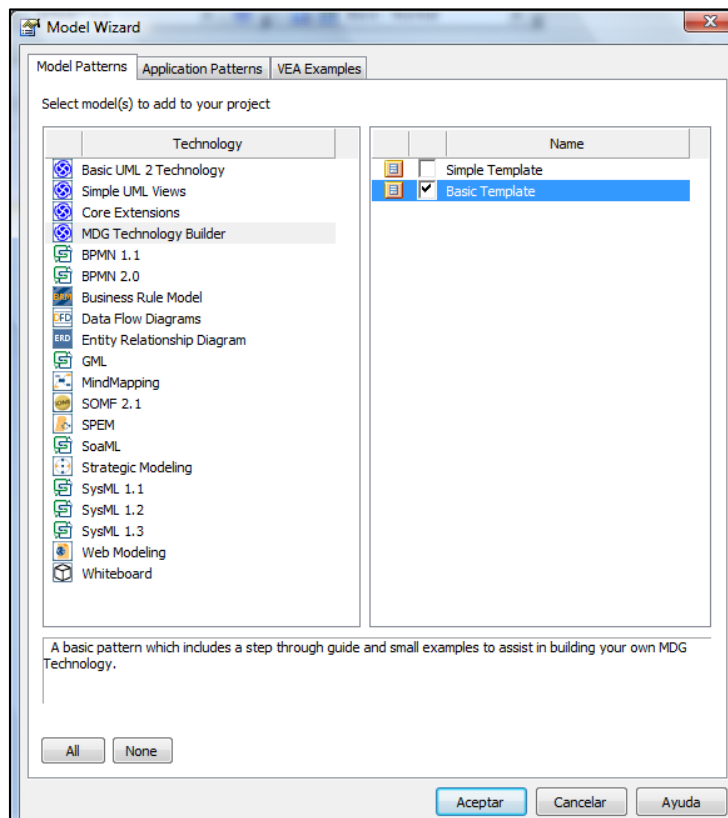 Model Wizard
Model Patterns
Application Patterns
VEA Examples
Select model(s) to add to your project
Technology
Basic UML 2 Technology
Simple UML Views
Core Extensions
MDG Technology Builder
BPMN 1.1
BPMN 2.0
BRM Business Rule Model
DFD Data Flow Diagrams
ERD Entity Relationship Diagram
GML
MindMapping
SOMF 2.1
SPEM
SoaML
Strategic Modeling
SysML 1.1
SysML 1.2
SysML 1.3
Web Modeling
Whiteboard
Name
Simple Template
Basic Template
A basic pattern which includes a step through guide and small examples to assist in building your own MDG
Technology.
All
None
Aceptar
Cancelar
Ayuda